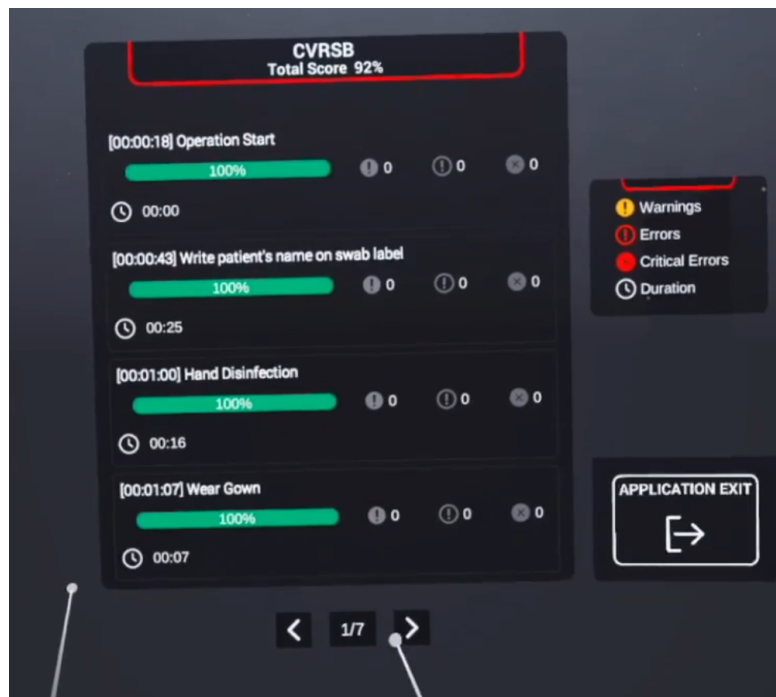 CVRSB
Total Score 92%
[00:00:18] Operation Start
100%
0
0
0
00:00
[00:00:43] Write patient's name on swab label
100%
0
0
0
00:25
[00:01:00] Hand Disinfection
100%
0
0
0
00:16
[00:01:07] Wear Gown
100%
0
0
0
00:07
1/7
Warnings
Errors
Critical Errors
Duration
APPLICATION EXIT